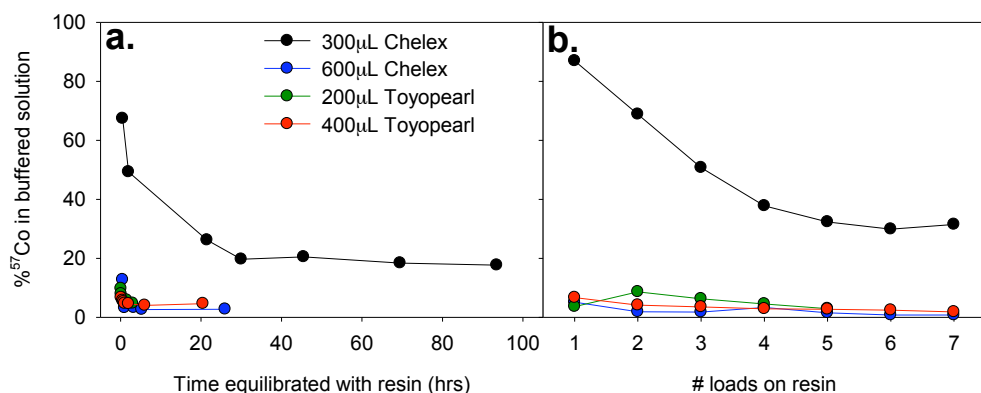 a.
b.
300µL Chelex
600µL Chelex
200µL Toyopearl
400µL Toyopearl
%⁵⁷Co in buffered solution
100
80
60
40
20
0
0 20 40 60 80 100
1 2 3 4 5 6 7
Time equilibrated with resin (hrs)
# loads on resin